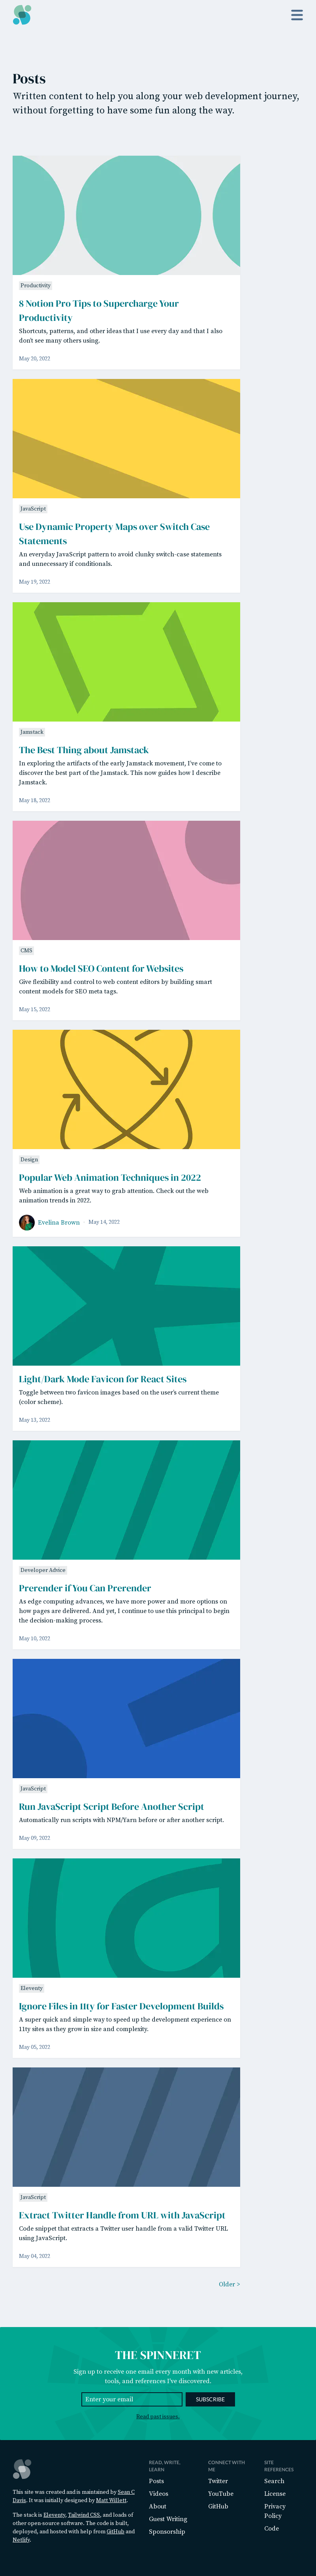 Posts
Written content to help you along your web development journey,
without forgetting to have some fun along the way.
Productivity
8 Notion Pro Tips to Supercharge Your
Productivity
Shortcuts, patterns, and other ideas that I use every day and that I also
don't see many others using.
May 20, 2022
JavaScript
Use Dynamic Property Maps over Switch Case
Statements
An everyday JavaScript pattern to avoid clunky switch-case statements
and unnecessary if conditionals.
May 19, 2022
Jamstack
The Best Thing about Jamstack
In exploring the artifacts of the early Jamstack movement, I've come to
discover the best part of the Jamstack. This now guides how I describe
Jamstack.
May 18, 2022
CMS
How to Model SEO Content for Websites
Give flexibility and control to web content editors by building smart
content models for SEO meta tags.
May 15, 2022
Design
Popular Web Animation Techniques in 2022
Web animation is a great way to grab attention. Check out the web
animation trends in 2022.
Evelina Brown May 14, 2022
Light/Dark Mode Favicon for React Sites
Toggle between two favicon images based on the user's current theme
(color scheme).
May 13, 2022
Developer Advice
Prerender if You Can Prerender
As edge computing advances, we have more power and more options on
how pages are delivered. And yet, I continue to use this principal to begin
the decision-making process.
May 10, 2022
JavaScript
Run JavaScript Script Before Another Script
Automatically run scripts with NPM/Yarn before or after another script.
May 09, 2022
Eleventy
Ignore Files in 11ty for Faster Development Builds
A super quick and simple way to speed up the development experience on
11ty sites as they grow in size and complexity.
May 05, 2022
JavaScript
Extract Twitter Handle from URL with JavaScript
Code snippet that extracts a Twitter user handle from a valid Twitter URL
using JavaScript.
May 04, 2022
Older >
THE SPINNERET
Sign up to receive one email every month with new articles,
tools, and references I've discovered.
Enter your email SUBSCRIBE
Read past issues.
This site was created and is maintained by Sean C
Davis. It was initially designed by Matt Willett.
The stack is Eleventy, Tailwind CSS, and loads of
other open-source software. The code is built,
deployed, and hosted with help from GitHub and
Netlify.
READ, WRITE,
LEARN
Posts
Videos
About
Guest Writing
Sponsorship
CONNECT WITH
ME
Twitter
YouTube
GitHub
SITE
REFERENCES
Search
License
Privacy
Policy
Code